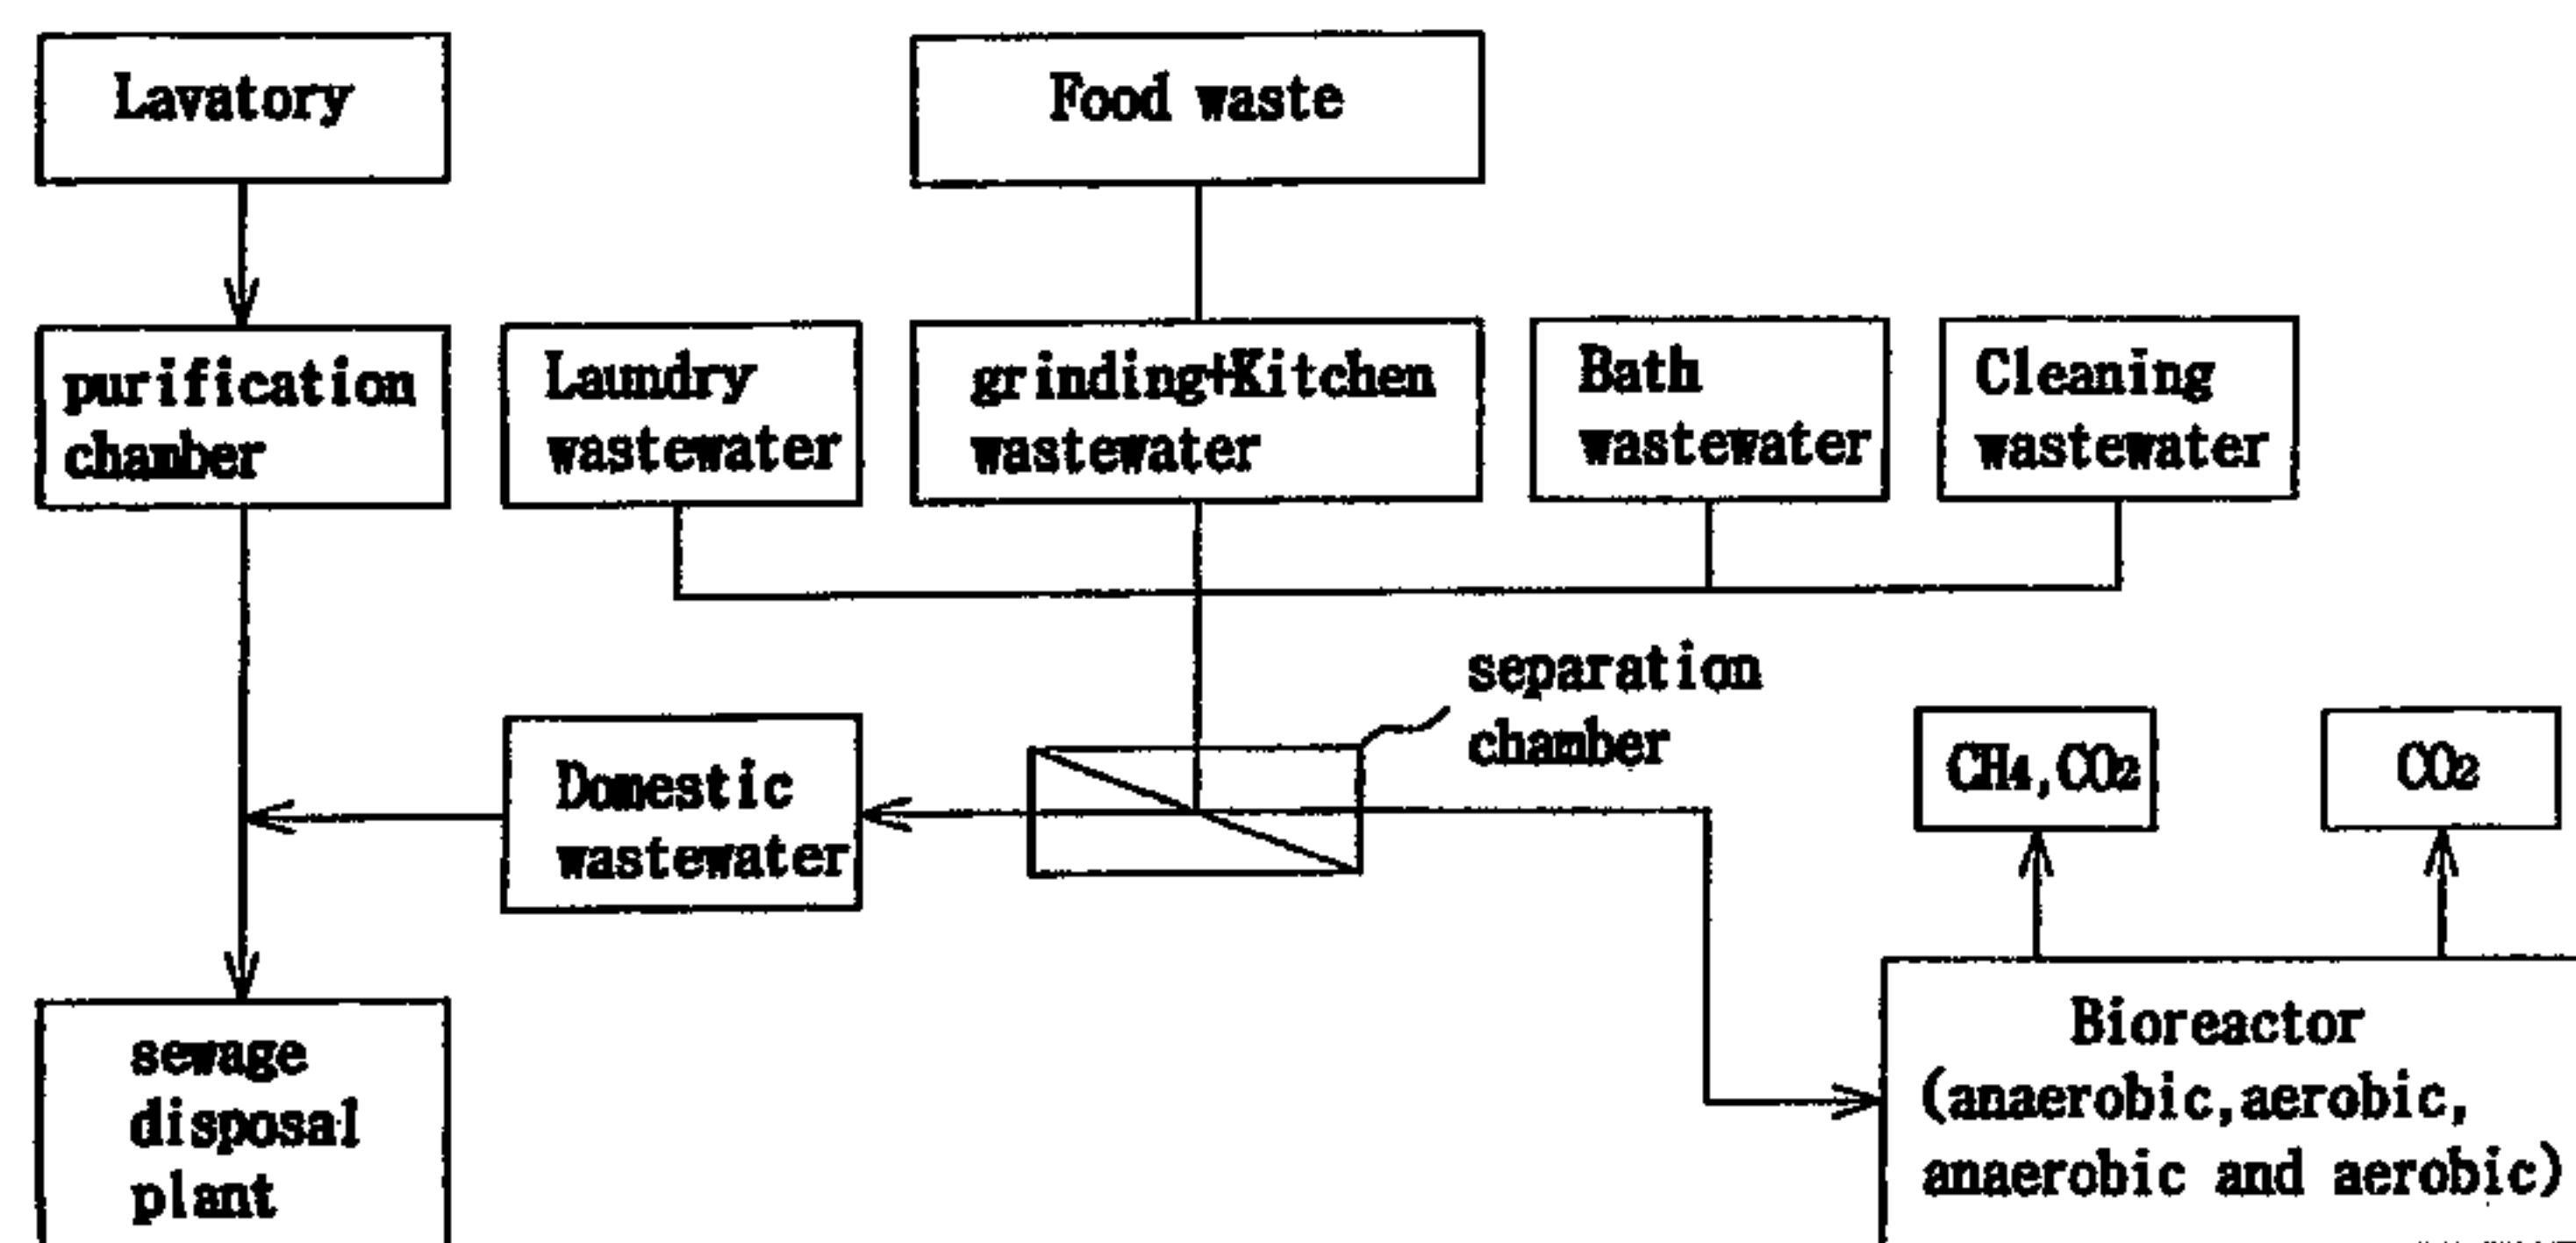 Lavatory
Food waste
purification
chamber
Laundry
wastewater
grinding+Kitchen
wastewater
Bath
wastewater
Cleaning
wastewater
separation
chamber
Domestic
wastewater
CH4,CO2
CO2
sewage
disposal
plant
Bioreactor
(anaerobic,aerobic,
anaerobic and aerobic)